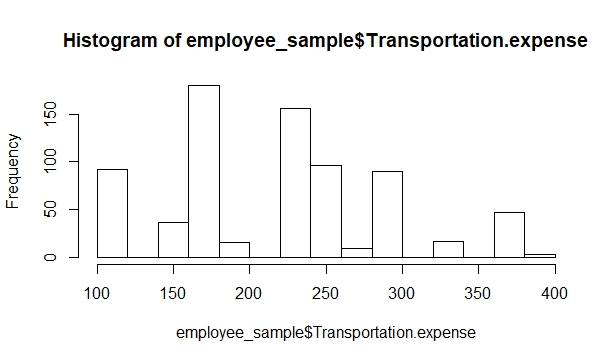 Histogram of employee_sample$Transportation.expense
Frequency
150
100
50
0
100 150 200 250 300 350 400
employee_sample$Transportation.expense